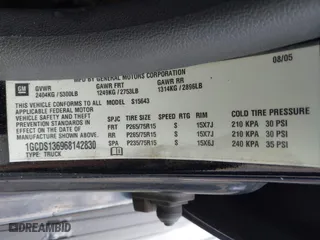 MFD BY GENERAL MOTORS CORPORATION
08/05
GM GVWR GAWR FRT GAWR RR
2404KG / 5300LB 1249KG / 2753LB 1314KG / 2895LB
THIS VEHICLE CONFORMS TO ALL
APPLICABLE FEDERAL MOTOR MODEL: S15643
VEHICLE SAFETY AND
THEFT PREVENTION STANDARDS TIRE SIZE SPEED RTG RIM COLD TIRE PRESSURE
IN EFFECT ON THE DATE OF FRT P265/75R15 S 15X7J 210 KPA 30 PSI
MANUFACTURE SHOWN ABOVE. RR P265/75R15 S 15X7J 210 KPA 30 PSI
1GCDS136968142830 SPA P235/75R15 S 15X6J 240 KPA 35 PSI
TYPE: TRUCK